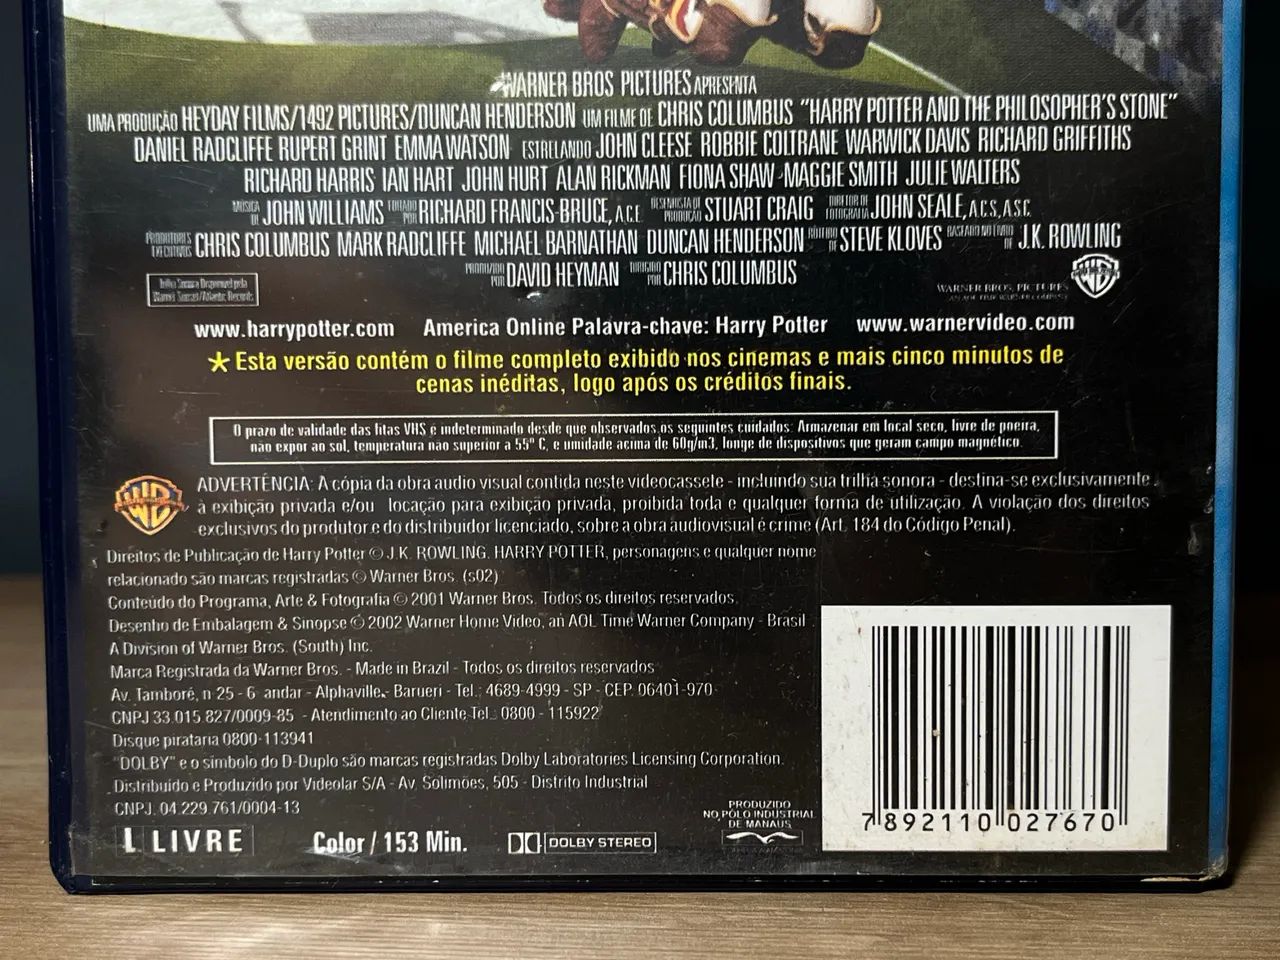 WARNER BROS PICTURES APRESENTA
UMA PRODUÇÃO HEYDAY FILMS/1492 PICTURES/DUNCAN HENDERSON UM FILME DE CHRIS COLUMBUS "HARRY POTTER AND THE PHILOSOPHER'S STONE"
DANIEL RADCLIFFE RUPERT GRINT EMMA WATSON ESTRELANDO JOHN CLEESE ROBBIE COLTRANE WARWICK DAVIS RICHARD GRIFFITHS
RICHARD HARRIS IAN HART JOHN HURT ALAN RICKMAN FIONA SHAW MAGGIE SMITH JULIE WALTERS
MÚSICA DE JOHN WILLIAMS EDITADO POR RICHARD FRANCIS-BRUCE, A.C.E. DESENHISTA DE PRODUÇÃO STUART CRAIG DIRETOR DE FOTOGRAFIA JOHN SEALE, A.C.S., A.S.C.
PRODUTORES EXECUTIVOS CHRIS COLUMBUS MARK RADCLIFFE MICHAEL BARNATHAN DUNCAN HENDERSON ROTEIRO DE STEVE KLOVES BASEADO NO LIVRO DE J.K. ROWLING
PRODUZIDO POR DAVID HEYMAN DIRIGIDO POR CHRIS COLUMBUS
Trilha Sonora Disponível pela
Warner Sunset/Atlantic Records
WARNER BROS. PICTURES
www.harrypotter.com America Online Palavra-chave: Harry Potter www.warnervideo.com
* Esta versão contém o filme completo exibido nos cinemas e mais cinco minutos de
cenas inéditas, logo após os créditos finais.
O prazo de validade das fitas VHS é indeterminado desde que observados os seguintes cuidados: Armazenar em local seco, livre de poeira,
não expor ao sol, temperatura não superior a 55º C, e umidade acima de 60g/m3, longe de dispositivos que geram campo magnético.
ADVERTÊNCIA: A cópia da obra audio visual contida neste videocassete - incluindo sua trilha sonora - destina-se exclusivamente
à exibição privada e/ou locação para exibição privada, proibida toda e qualquer forma de utilização. A violação dos direitos
exclusivos do produtor e do distribuidor licenciado, sobre a obra audiovisual é crime (Art. 184 do Código Penal).
Direitos de Publicação de Harry Potter © J.K. ROWLING. HARRY POTTER, personagens e qualquer nome
relacionado são marcas registradas © Warner Bros. (s02)
Conteúdo do Programa, Arte & Fotografia © 2001 Warner Bros. Todos os direitos reservados.
Desenho de Embalagem & Sinopse © 2002 Warner Home Video, an AOL Time Warner Company - Brasil
A Division of Warner Bros. (South) Inc.
Marca Registrada da Warner Bros. - Made in Brazil - Todos os direitos reservados
Av. Tamboré, n 25 - 6 andar - Alphaville - Barueri - Tel.: 4689-4999 - SP - CEP. 06401-970
CNPJ 33.015 827/0009-85 - Atendimento ao Cliente Tel.: 0800 - 115922
Disque pirataria 0800-113941
"DOLBY" e o símbolo do D-Duplo são marcas registradas Dolby Laboratories Licensing Corporation.
Distribuído e Produzido por Videolar S/A - Av. Solimões, 505 - Distrito Industrial
CNPJ. 04.229.761/0004-13
L LIVRE Color / 153 Min. DOLBY STEREO
PRODUZIDO
NO PÓLO INDUSTRIAL
DE MANAUS
7 892110 027670